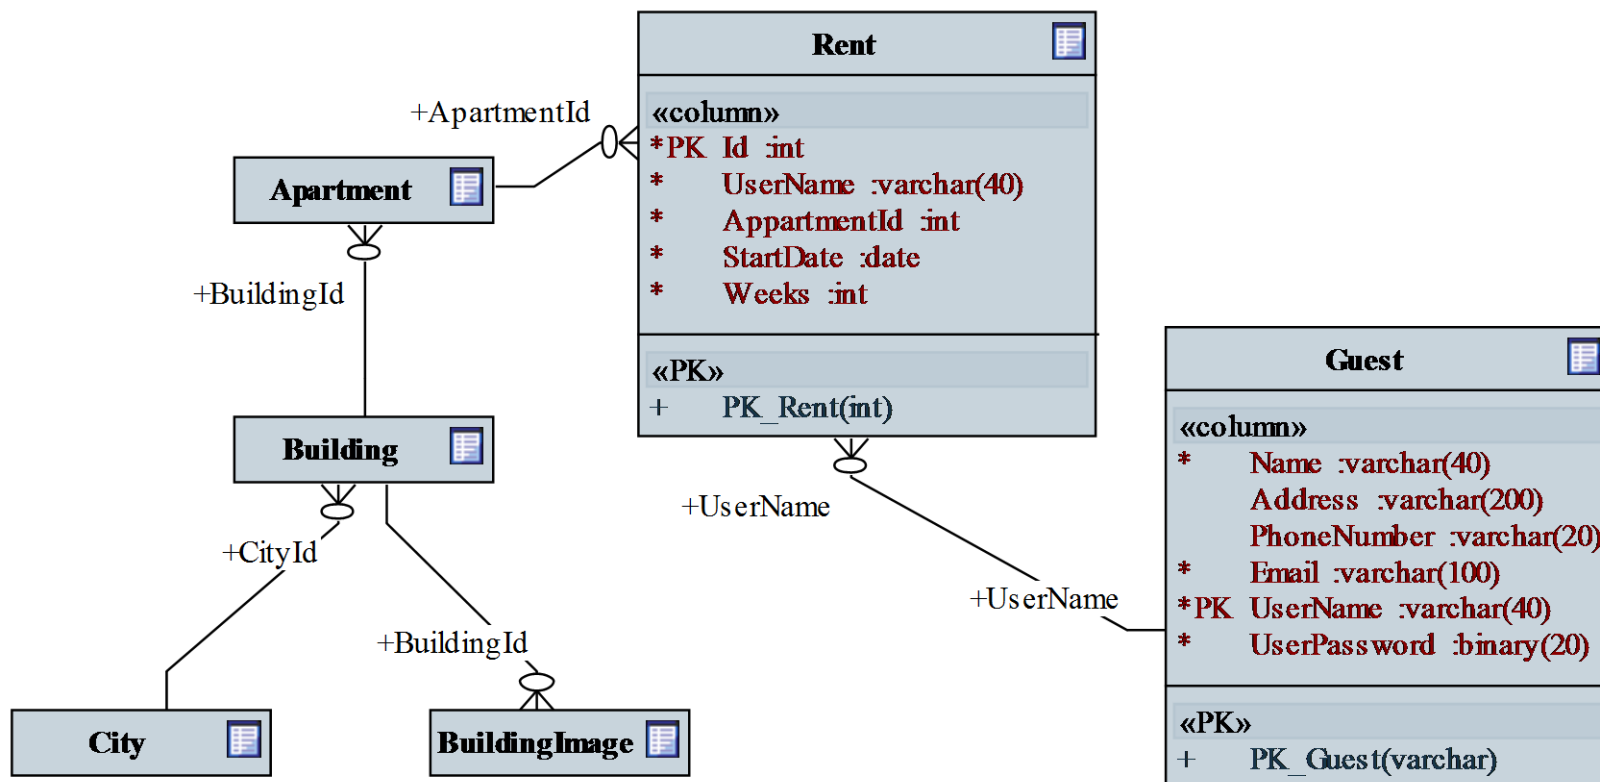 Rent
«column»
*PK Id :int
* UserName :varchar(40)
* AppartmentId :int
* StartDate :date
* Weeks :int
«PK»
+ PK_Rent(int)
+ApartmentId
Apartment
+BuildingId
Building
+CityId
+BuildingId
City
BuildingImage
+UserName
+UserName
Guest
«column»
* Name :varchar(40)
Address :varchar(200)
PhoneNumber :varchar(20)
* Email :varchar(100)
*PK UserName :varchar(40)
* UserPassword :binary(20)
«PK»
+ PK_Guest(varchar)